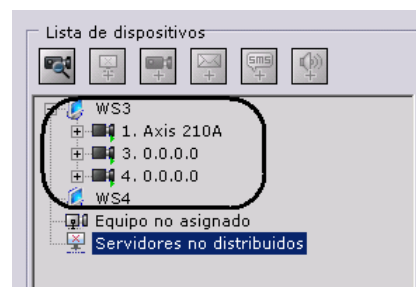 Lista de dispositivos
SMS
WS3
1. Axis 210A
3. 0.0.0.0
4. 0.0.0.0
WS4
Equipo no asignado
Servidores no distribuidos